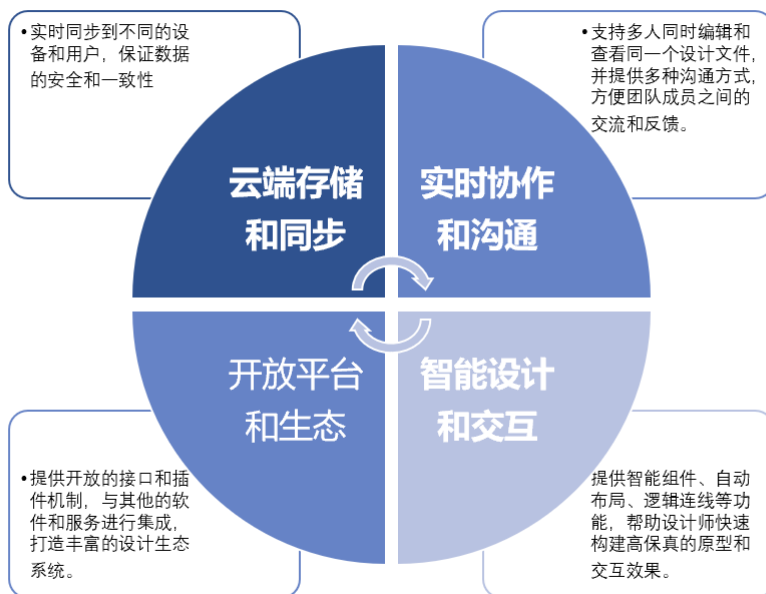 •实时同步到不同的设
备和用户，保证数据
的安全和一致性
•支持多人同时编辑和
查看同一个设计文件，
并提供多种沟通方式，
方便团队成员之间的
交流和反馈。
云端存储
和同步
实时协作
和沟通
开放平台
和生态
智能设计
和交互
•提供开放的接口和插
件机制，与其他的软
件和服务进行集成，
打造丰富的设计生态
系统。
提供智能组件、自动
布局、逻辑连线等功
能，帮助设计师快速
构建高保真的原型和
交互效果。